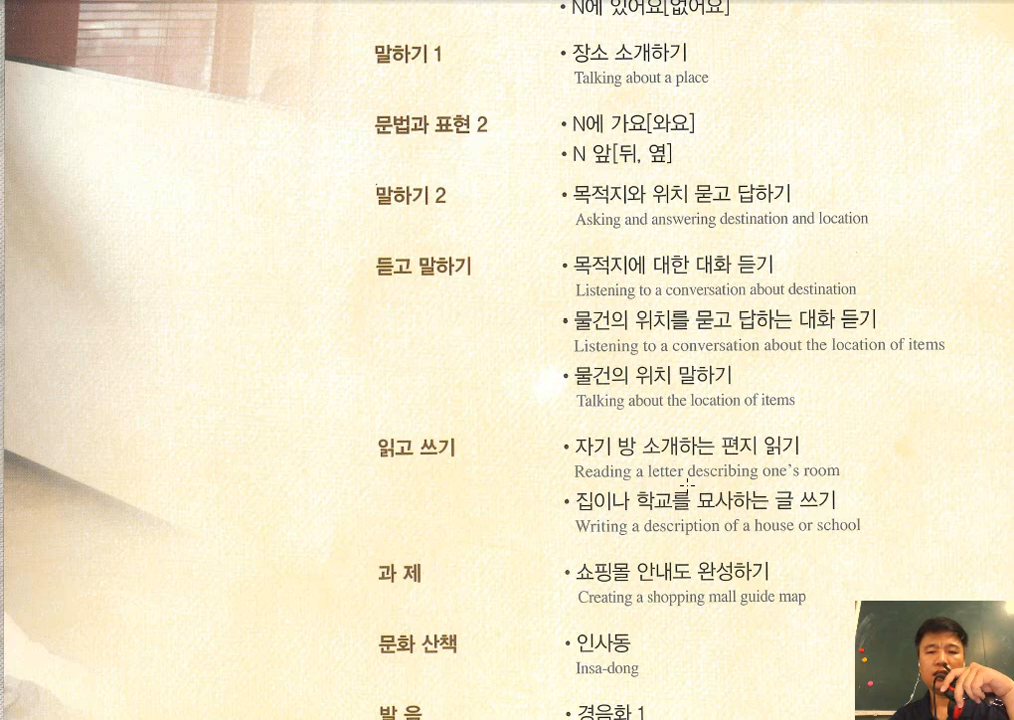 • N에 있어요[없어요]
말하기 1
• 장소 소개하기
Talking about a place
문법과 표현 2
• N에 가요[와요]
• N 앞[뒤, 옆]
말하기 2
• 목적지와 위치 묻고 답하기
Asking and answering destination and location
듣고 말하기
• 목적지에 대한 대화 듣기
Listening to a conversation about destination
• 물건의 위치를 묻고 답하는 대화 듣기
Listening to a conversation about the location of items
• 물건의 위치 말하기
Talking about the location of items
읽고 쓰기
• 자기 방 소개하는 편지 읽기
Reading a letter describing one's room
• 집이나 학교를 묘사하는 글 쓰기
Writing a description of a house or school
과 제
• 쇼핑몰 안내도 완성하기
Creating a shopping mall guide map
문화 산책
• 인사동
Insa-dong
발 음
• 경음화 1